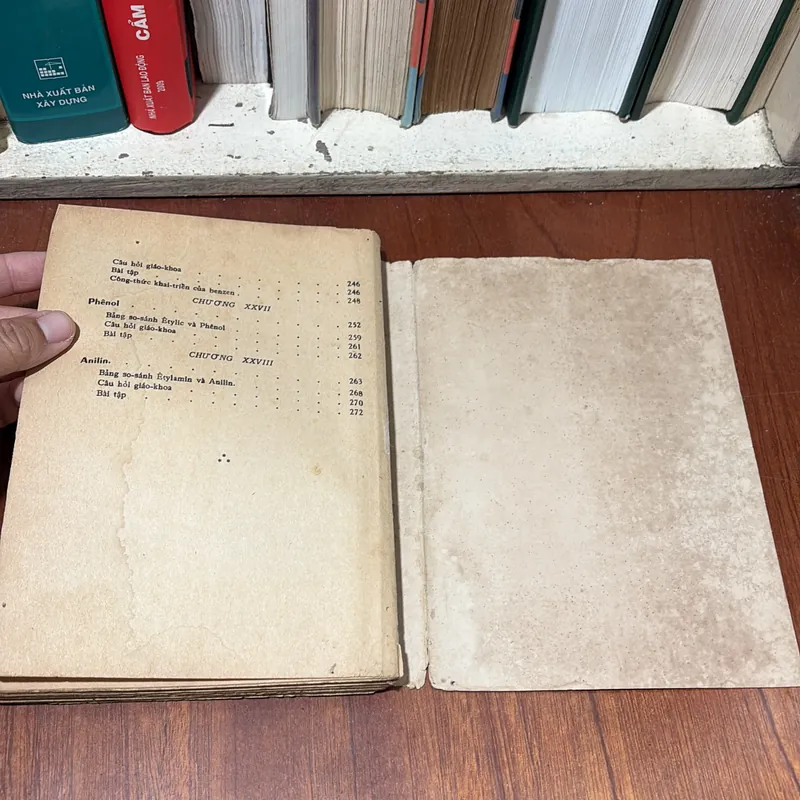 NHÀ XUẤT BẢN
XÂY DỰNG
NHÀ XUẤT BẢN LAO ĐỘNG
2005
CẨM
Câu hỏi giáo-khoa . . . . . . . 246
Bài tập . . . . . . . 246
Công-thức khai-triển của benzen . . . . . 248
CHƯƠNG XXVII
Phênol . . . . . . . 252
Bảng so-sánh Êtylic và Phênol . . . . . 259
Câu hỏi giáo-khoa . . . . . . . 261
Bài tập . . . . . . . 262
CHƯƠNG XXVIII
Anilin. . . . . . . . 263
Bảng so-sánh Êtylamin và Anilin. . . . . 268
Câu hỏi giáo-khoa . . . . . . . 270
Bài tập . . . . . . . 272